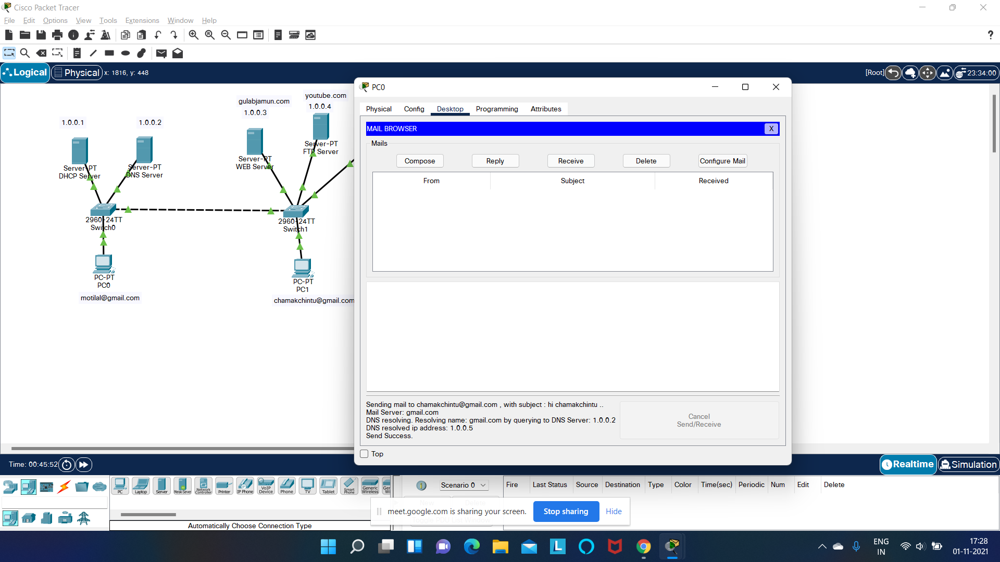 Cisco Packet Tracer
File Edit Options View Tools Extensions Window Help
Logical Physical x: 1816, y: 448 [Root] 23:34:00
1.0.0.1
1.0.0.2
gulabjamun.com
1.0.0.3
youtube.com
1.0.0.4
Server-PT
DHCP Server
Server-PT
DNS Server
Server-PT
WEB Server
Server-PT
FTP Server
2960-24TT
Switch0
2960-24TT
Switch1
PC-PT
PC0
motilal@gmail.com
PC-PT
PC1
chamakchintu@gmail.com
PC0
Physical Config Desktop Programming Attributes
MAIL BROWSER X
Mails
Compose Reply Receive Delete Configure Mail
From Subject Received
Sending mail to chamakchintu@gmail.com , with subject : hi chamakchintu ..
Mail Server: gmail.com
DNS resolving. Resolving name: gmail.com by querying to DNS Server: 1.0.0.2
DNS resolved ip address: 1.0.0.5
Send Success.
Cancel
Send/Receive
Top
Time: 00:45:52
Realtime Simulation
PC Laptop Server Meraki Server Network Controller Printer IP Phone VoIP Device Phone TV Tablet Smart Phone Generic Wireless
Scenario 0
Fire Last Status Source Destination Type Color Time(sec) Periodic Num Edit Delete
New Delete
Toggle PDU List Window
meet.google.com is sharing your screen. Stop sharing Hide
Automatically Choose Connection Type
ENG
IN
17:28
01-11-2021